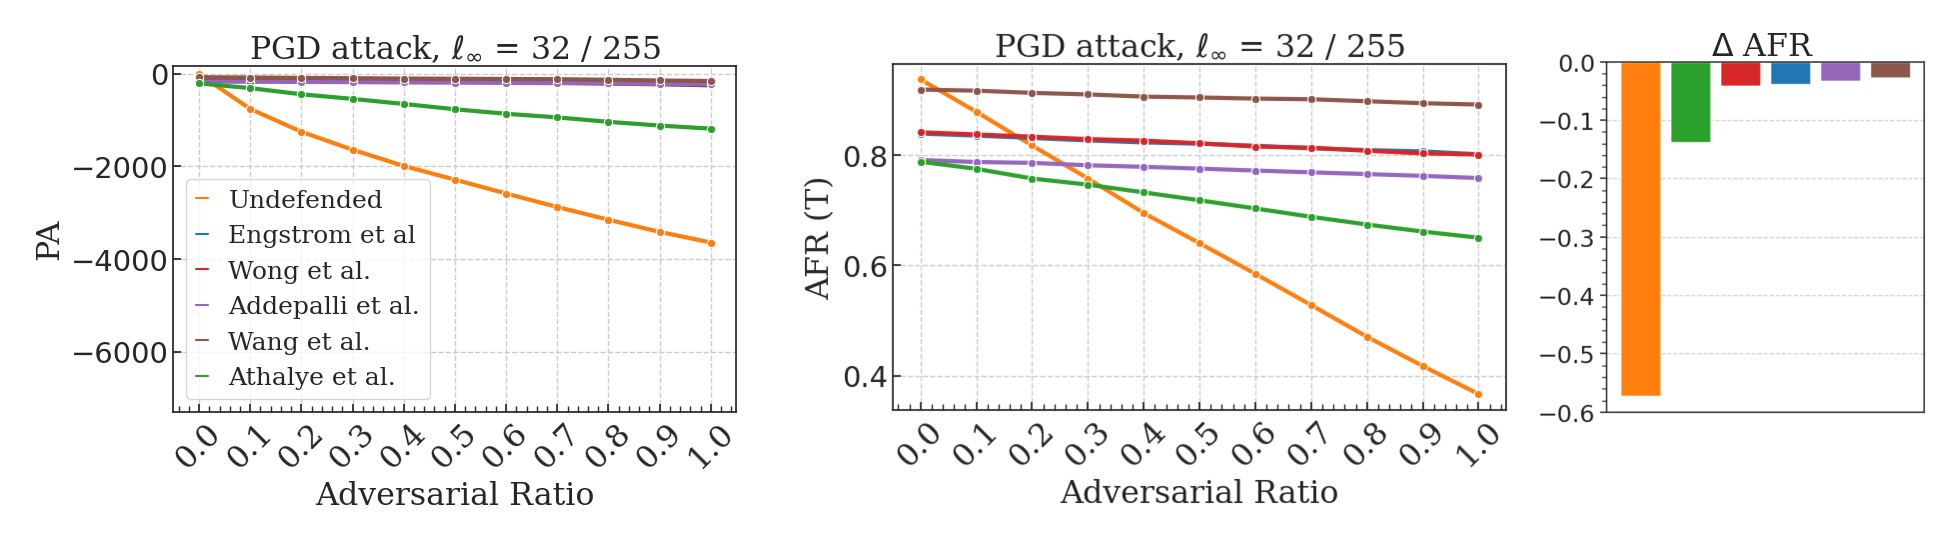 PGD attack, ℓ∞ = 32 / 255
PA
0
−2000
−4000
−6000
Undefended
Engstrom et al
Wong et al.
Addepalli et al.
Wang et al.
Athalye et al.
0.0 0.1 0.2 0.3 0.4 0.5 0.6 0.7 0.8 0.9 1.0
Adversarial Ratio
PGD attack, ℓ∞ = 32 / 255
AFR (T)
0.8
0.6
0.4
0.0 0.1 0.2 0.3 0.4 0.5 0.6 0.7 0.8 0.9 1.0
Adversarial Ratio
Δ AFR
0.0
−0.1
−0.2
−0.3
−0.4
−0.5
−0.6